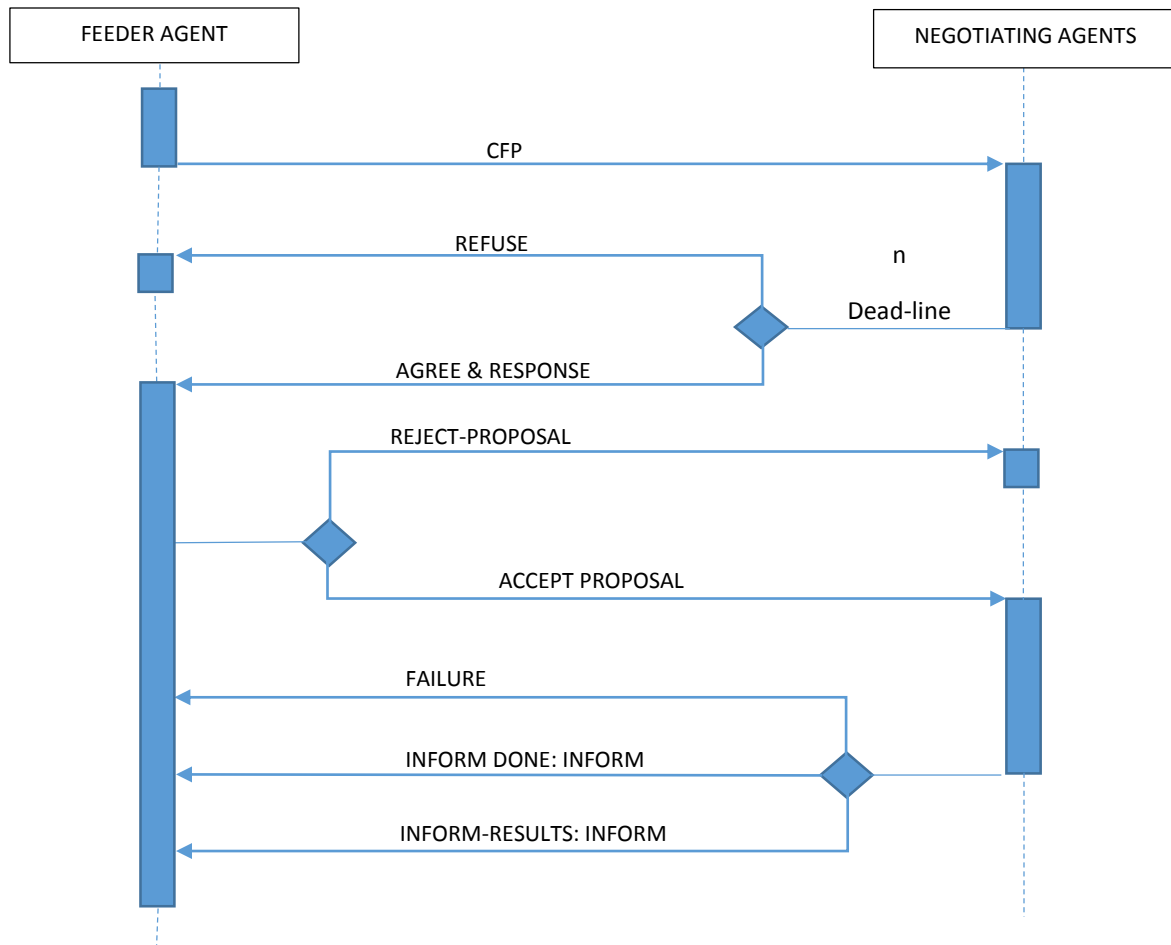 FEEDER AGENT
NEGOTIATING AGENTS
CFP
REFUSE
n
Dead-line
AGREE & RESPONSE
REJECT-PROPOSAL
ACCEPT PROPOSAL
FAILURE
INFORM DONE: INFORM
INFORM-RESULTS: INFORM